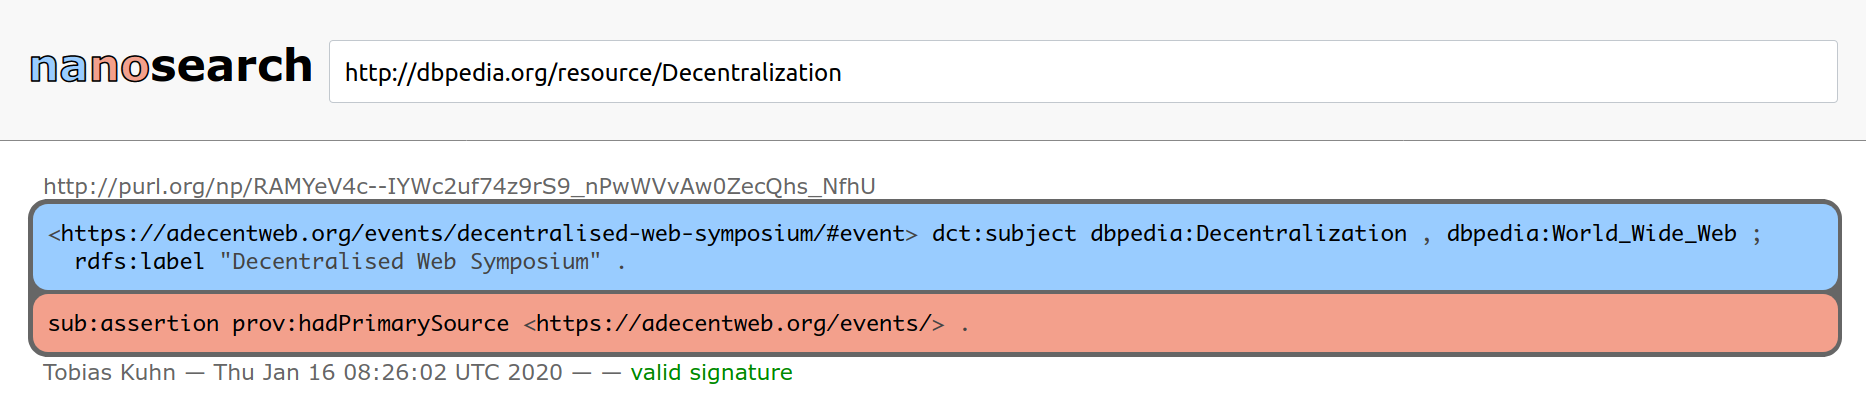 nanosearch
http://dbpedia.org/resource/Decentralization
http://purl.org/np/RAMYeV4c--IYWc2uf74z9rS9_nPwWVvAw0ZecQhs_NfhU
<https://adecentweb.org/events/decentralised-web-symposium/#event> dct:subject dbpedia:Decentralization , dbpedia:World_Wide_Web ;
rdfs:label "Decentralised Web Symposium" .
sub:assertion prov:hadPrimarySource <https://adecentweb.org/events/> .
Tobias Kuhn — Thu Jan 16 08:26:02 UTC 2020 — — valid signature